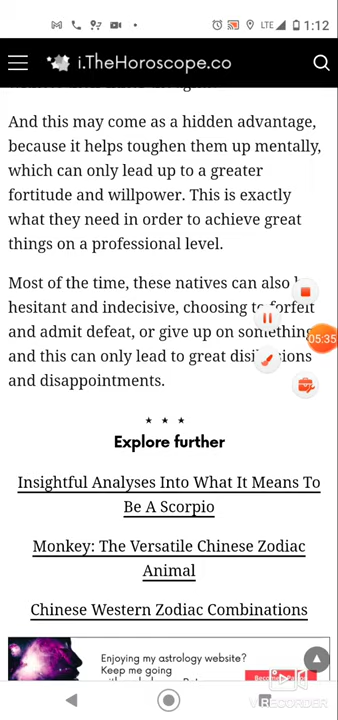 LTE 1:12
i.TheHoroscope.co
And this may come as a hidden advantage,
because it helps toughen them up mentally,
which can only lead up to a greater
fortitude and willpower. This is exactly
what they need in order to achieve great
things on a professional level.
Most of the time, these natives can also
hesitant and indecisive, choosing to forfeit
and admit defeat, or give up on something
05:35
and this can only lead to great
and disappointments.
* * *
Explore further
Insightful Analyses Into What It Means To
Be A Scorpio
Monkey: The Versatile Chinese Zodiac
Animal
Chinese Western Zodiac Combinations
Enjoying my astrology website?
Keep me going
VRECORDER